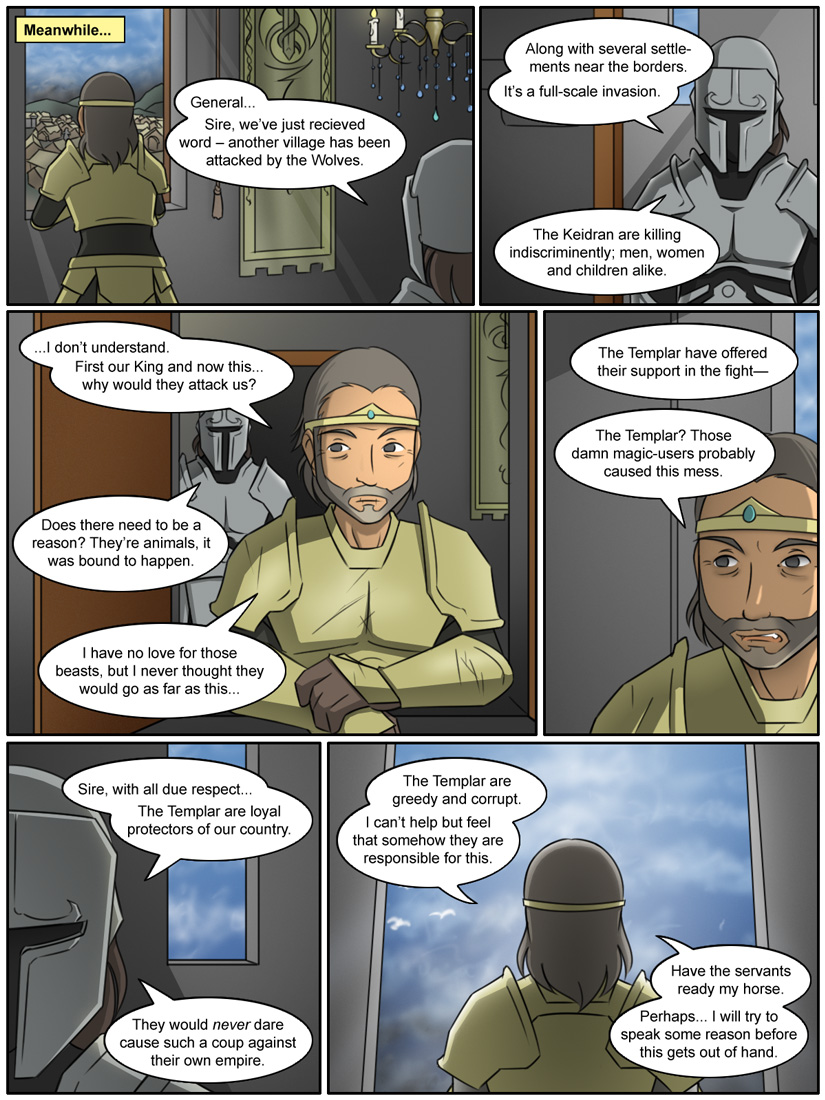 Meanwhile...
General...
Sire, we've just recieved
word – another village has been
attacked by the Wolves.
Along with several settle-
ments near the borders.
It's a full-scale invasion.
The Keidran are killing
indiscriminently; men, women
and children alike.
...I don't understand.
First our King and now this...
why would they attack us?
Does there need to be a
reason? They're animals, it
was bound to happen.
I have no love for those
beasts, but I never thought they
would go as far as this...
The Templar have offered
their support in the fight—
The Templar? Those
damn magic-users probably
caused this mess.
Sire, with all due respect...
The Templar are loyal
protectors of our country.
They would never dare
cause such a coup against
their own empire.
The Templar are
greedy and corrupt.
I can't help but feel
that somehow they are
responsible for this.
Have the servants
ready my horse.
Perhaps... I will try to
speak some reason before
this gets out of hand.